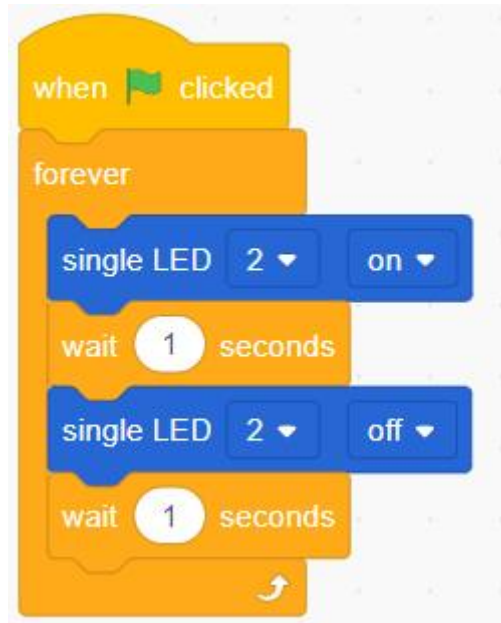 when clicked
forever
single LED 2 on
wait 1 seconds
single LED 2 off
wait 1 seconds